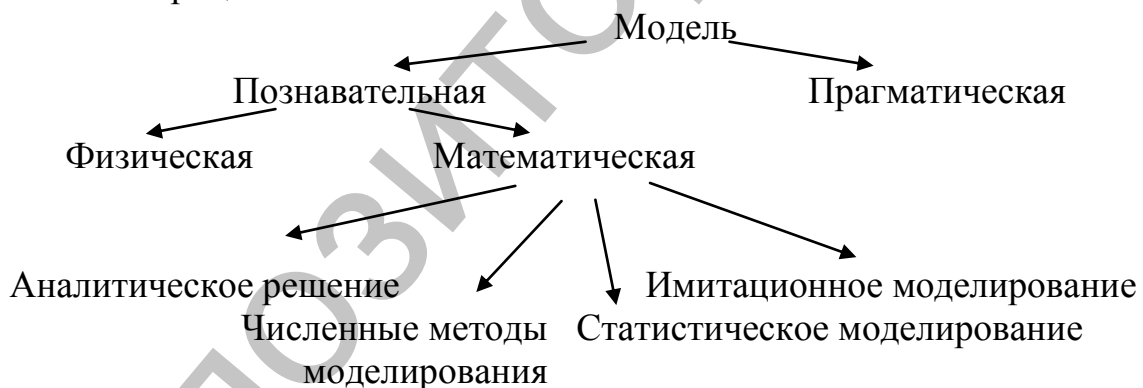 Модель
Познавательная Прагматическая
Физическая Математическая
Аналитическое решение Имитационное моделирование
Численные методы Статистическое моделирование
моделирования